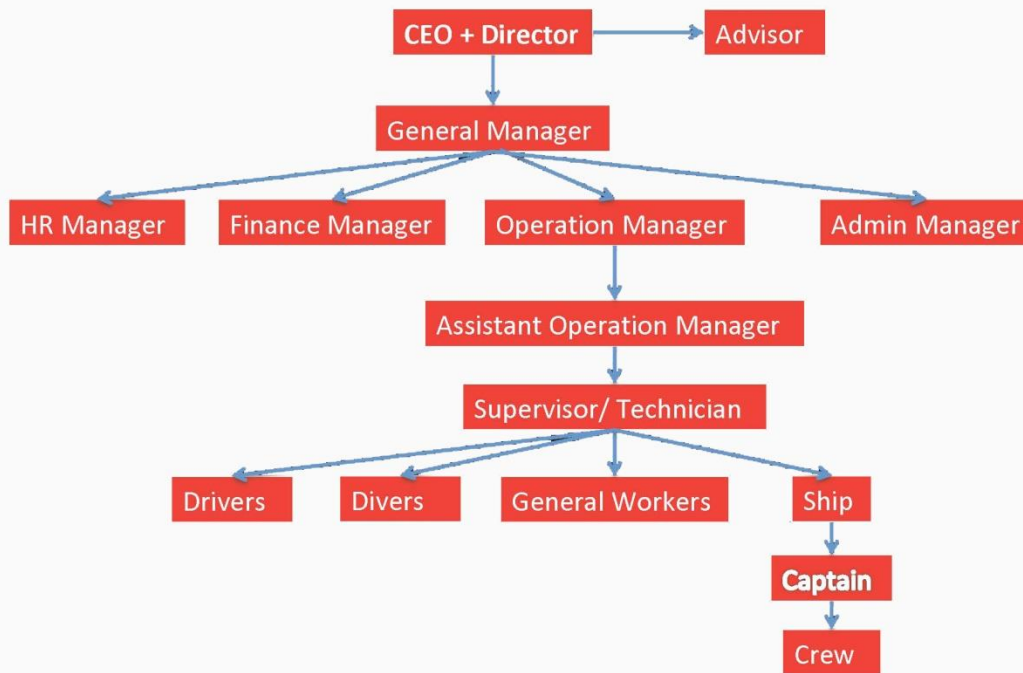 CEO + Director
Advisor
General Manager
HR Manager
Finance Manager
Operation Manager
Admin Manager
Assistant Operation Manager
Supervisor/ Technician
Drivers
Divers
General Workers
Ship
Captain
Crew